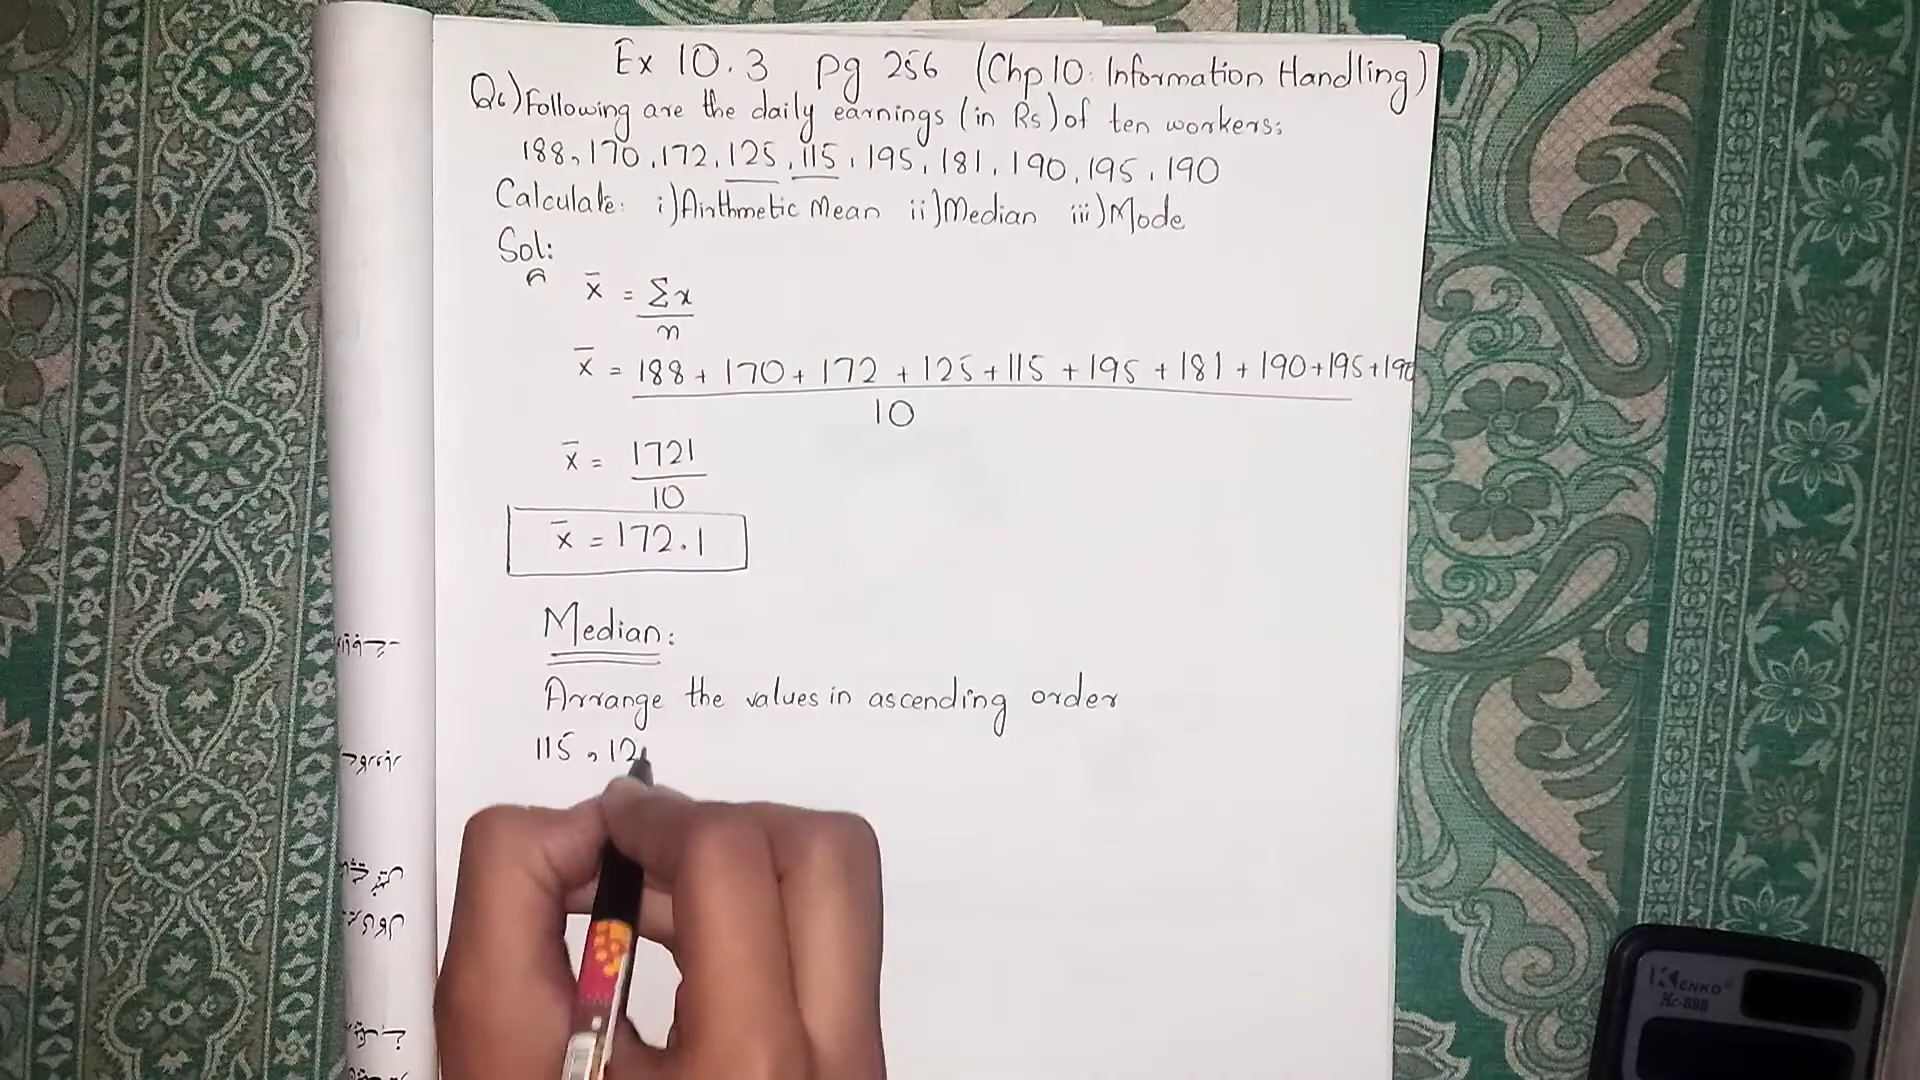 Ex 10.3 pg 256 (Chp 10: Information Handling)
Q6) Following are the daily earnings (in Rs) of ten workers:
188, 170, 172, 125, 115, 195, 181, 190, 195, 190
Calculate: i) Arithmetic Mean ii) Median iii) Mode
Sol:
x̄ = Σx
n
x̄ = 188 + 170 + 172 + 125 + 115 + 195 + 181 + 190 + 195 + 190
10
x̄ = 1721
10
x̄ = 172.1
Median:
Arrange the values in ascending order
115, 12
KENKO
Kc-888